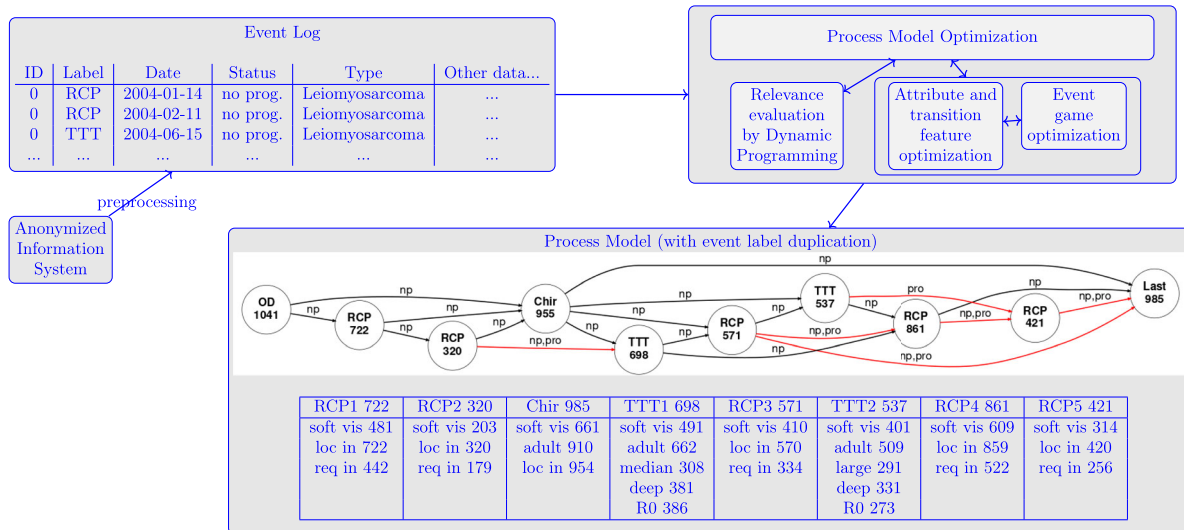 Event Log
ID Label Date Status Type Other data...
0 RCP 2004-01-14 no prog. Leiomyosarcoma ...
0 RCP 2004-02-11 no prog. Leiomyosarcoma ...
0 TTT 2004-06-15 no prog. Leiomyosarcoma ...
... ... ... ... ... ...
preprocessing
Anonymized
Information
System
Process Model Optimization
Relevance
evaluation
by Dynamic
Programming
Attribute and
transition
feature
optimization
Event
game
optimization
Process Model (with event label duplication)
OD
1041
np
np
RCP
722
np
np
RCP
320
np
np,pro
Chir
955
np
np
np
np
TTT
698
np
np
RCP
571
np
np,pro
np,pro
TTT
537
pro
np
RCP
861
np
np,pro
RCP
421
np,pro
Last
985
RCP1 722 RCP2 320 Chir 985 TTT1 698 RCP3 571 TTT2 537 RCP4 861 RCP5 421
soft vis 481 soft vis 203 soft vis 661 soft vis 491 soft vis 410 soft vis 401 soft vis 609 soft vis 314
loc in 722 loc in 320 adult 910 adult 662 loc in 570 adult 509 loc in 859 loc in 420
req in 442 req in 179 loc in 954 median 308 req in 334 large 291 req in 522 req in 256
deep 381 deep 331
R0 386 R0 273